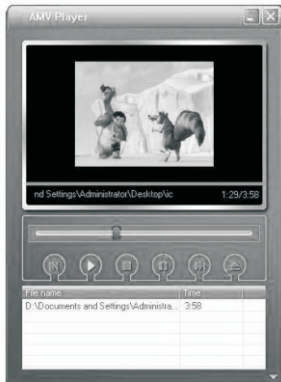 AMV Player
nd Settings\Administrator\Desktop\ic 1:29/3:58
File name Time
D:\Documents and Settings\Administra... 3:58